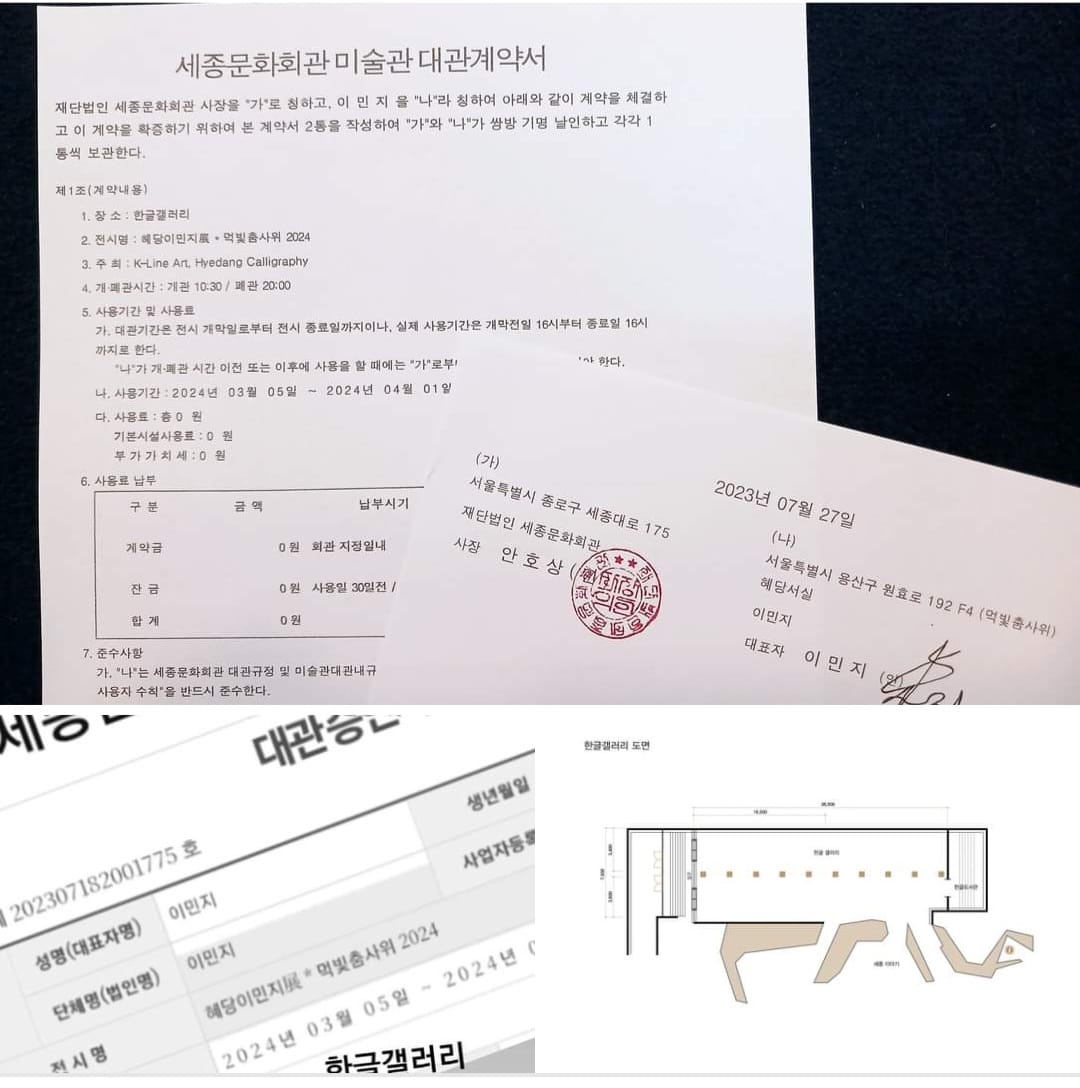 세종문화회관 미술관 대관계약서
재단법인 세종문화회관 사장을 "가"로 칭하고, 이 민 지 을 "나"라 칭하여 아래와 같이 계약을 체결하
고 이 계약을 확증하기 위하여 본 계약서 2통을 작성하여 "가"와 "나"가 쌍방 기명 날인하고 각각 1
통씩 보관한다.
제1조(계약내용)
1. 장 소 : 한글갤러리
2. 전시명 : 혜당이민지展 * 먹빛춤사위 2024
3. 주 최 : K-Line Art, Hyedang Calligraphy
4. 개·폐관시간 : 개관 10:30 / 폐관 20:00
5. 사용기간 및 사용료
가. 대관기간은 전시 개막일로부터 전시 종료일까지이나, 실제 사용기간은 개막전일 16시부터 종료일 16시
까지로 한다.
"나"가 개·폐관 시간 이전 또는 이후에 사용을 할 때에는 "가"로부 한다.
나. 사용기간 : 2024년 03월 05일 ~ 2024년 04월 01일
다. 사용료 : 총 0 원
기본시설사용료 : 0 원
부 가 가 치 세 : 0 원
6. 사용료 납부
구 분 금 액 납부시기
계약금 0 원 회관 지정일내
잔 금 0 원 사용일 30일전 /
합 계 0 원
7. 준수사항
가. "나"는 세종문화회관 대관규정 및 미술관대관내규
사용자 수칙"을 반드시 준수한다.
2023년 07월 27일
(가)
서울특별시 종로구 세종대로 175
재단법인 세종문화회관
사장 안 호 상 (
(나)
서울특별시 용산구 원효로 192 F4 (먹빛춤사위)
혜당서실
이민지
대표자 이 민 지 (인)
세종
대관증
생년월일
사업자등록
202307182001775 호
성명(대표자명) 이민지
단체명(법인명) 이민지
전 시 명 혜당이민지展 * 먹빛춤사위 2024
2024년 03월 05일 ~ 2024년 0
한글갤러리
한글갤러리 도면
한글 갤러리
한글도서관
세종 이야기